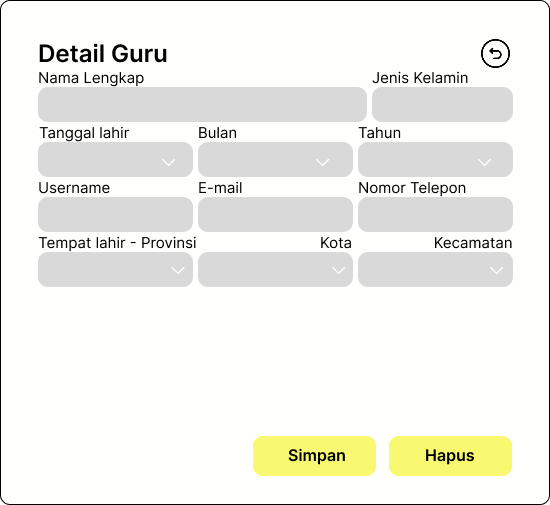 Detail Guru
Nama Lengkap Jenis Kelamin
Tanggal lahir Bulan Tahun
Username E-mail Nomor Telepon
Tempat lahir - Provinsi Kota Kecamatan
Simpan Hapus